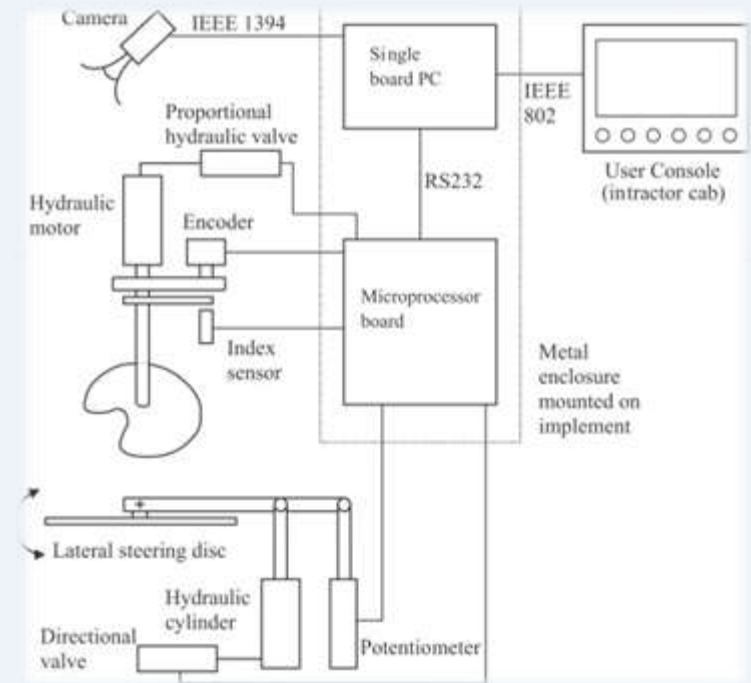 Camera
IEEE 1394
Single
board PC
IEEE
802
Proportional
hydraulic valve
RS232
User Console
(intractor cab)
Hydraulic
motor
Encoder
Microprocessor
board
Index
sensor
Metal
enclosure
mounted on
implement
Lateral steering disc
Hydraulic
cylinder
Directional
valve
Potentiometer